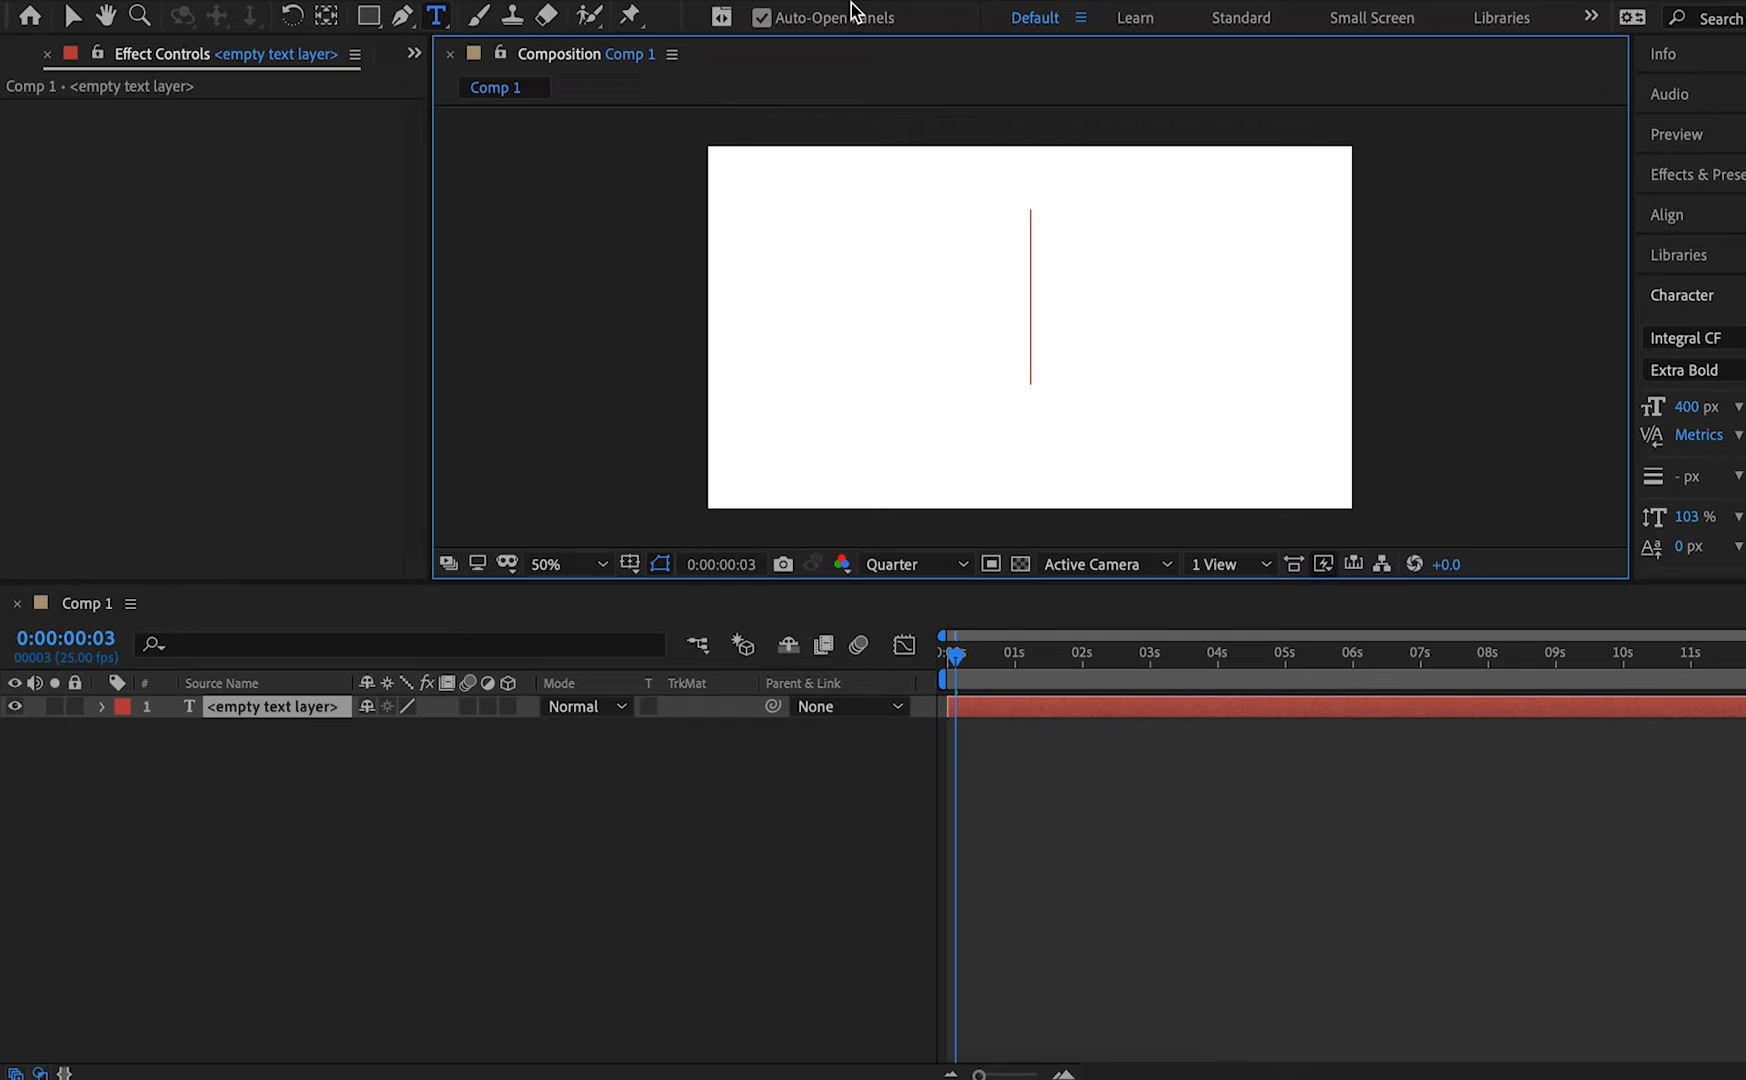 Auto-Open Panels
Default
Learn
Standard
Small Screen
Libraries
Search
Effect Controls <empty text layer>
Comp 1 • <empty text layer>
Composition Comp 1
Comp 1
50%
0:00:00:03
Quarter
Active Camera
1 View
+0.0
Info
Audio
Preview
Effects & Prese
Align
Libraries
Character
Integral CF
Extra Bold
400 px
Metrics
- px
103 %
0 px
Comp 1
0:00:00:03
00003 (25.00 fps)
01s 02s 03s 04s 05s 06s 07s 08s 09s 10s 11s
# Source Name fx Mode T TrkMat Parent & Link
1 T <empty text layer> Normal None